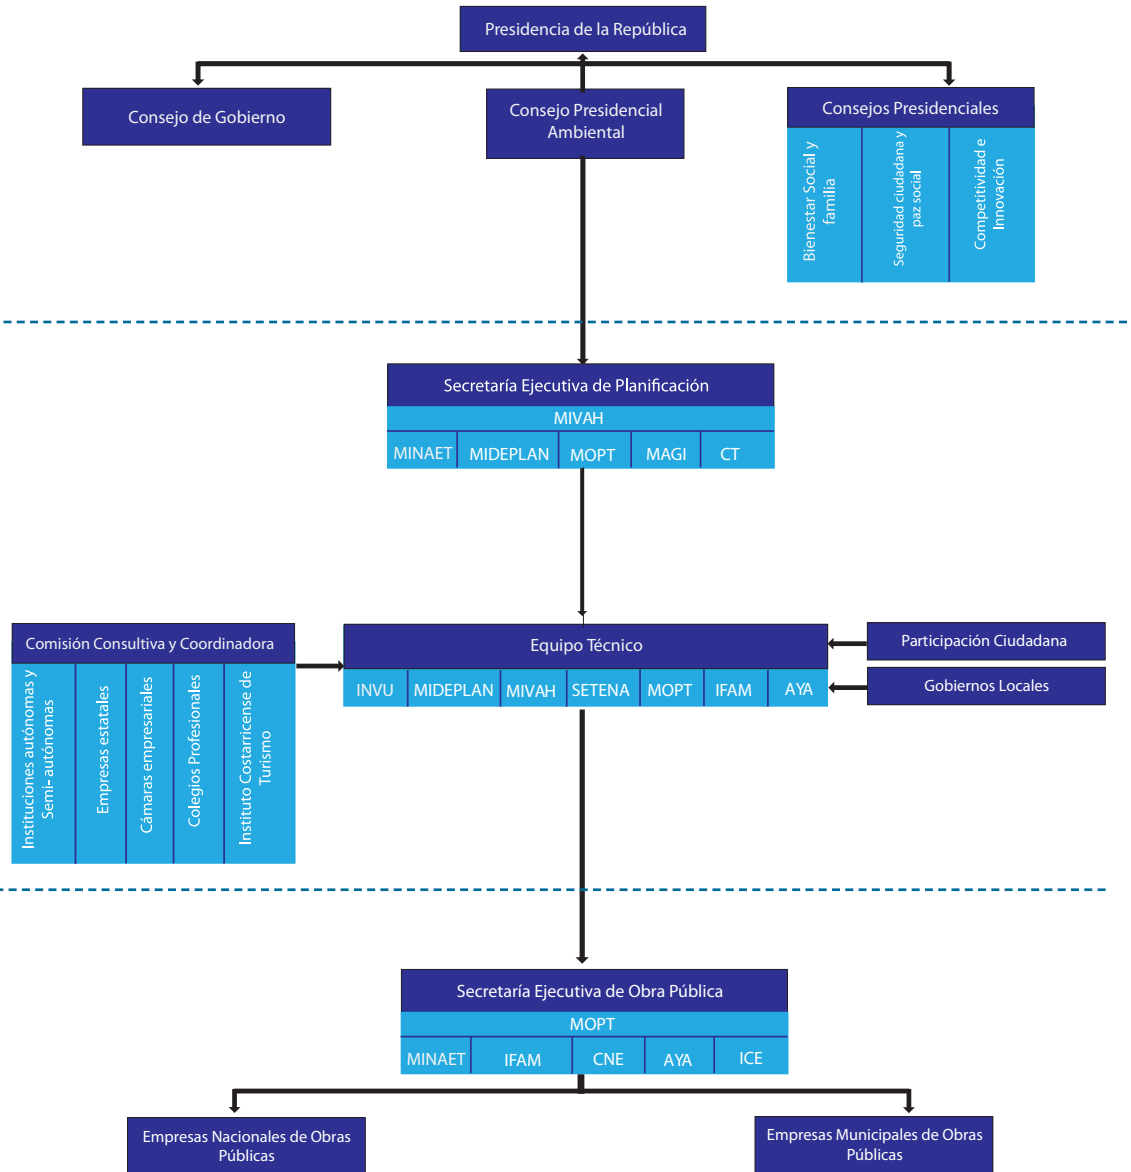 Presidencia de la República
Consejo de Gobierno
Consejo Presidencial
Ambiental
Consejos Presidenciales
Bienestar Social y
familia
Seguridad ciudadana y
paz social
Competitividad e
Innovación
Secretaría Ejecutiva de Planificación
MIVAH
MINAET
MIDEPLAN
MOPT
MAGI
CT
Comisión Consultiva y Coordinadora
Instituciones autónomas y
Semi- autónomas
Empresas estatales
Cámaras empresariales
Colegios Profesionales
Instituto Costarricense de
Turismo
Equipo Técnico
INVU
MIDEPLAN
MIVAH
SETENA
MOPT
IFAM
AYA
Participación Ciudadana
Gobiernos Locales
Secretaría Ejecutiva de Obra Pública
MOPT
MINAET
IFAM
CNE
AYA
ICE
Empresas Nacionales de Obras
Públicas
Empresas Municipales de Obras
Públicas